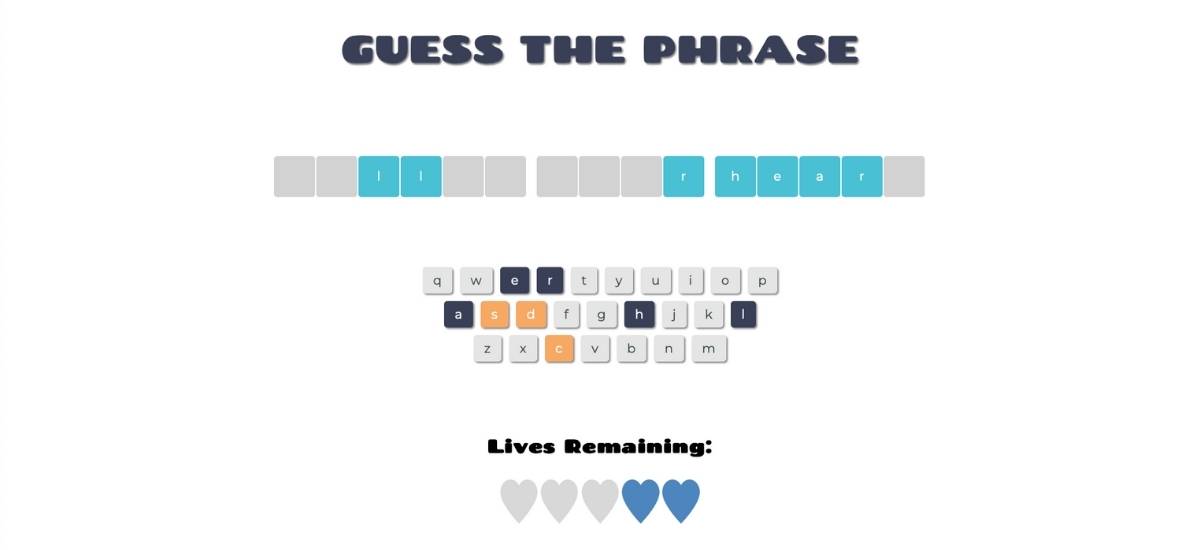 GUESS THE PHRASE
l l r h e a r
q w e r t y u i o p
a s d f g h j k l
z x c v b n m
Lives Remaining: